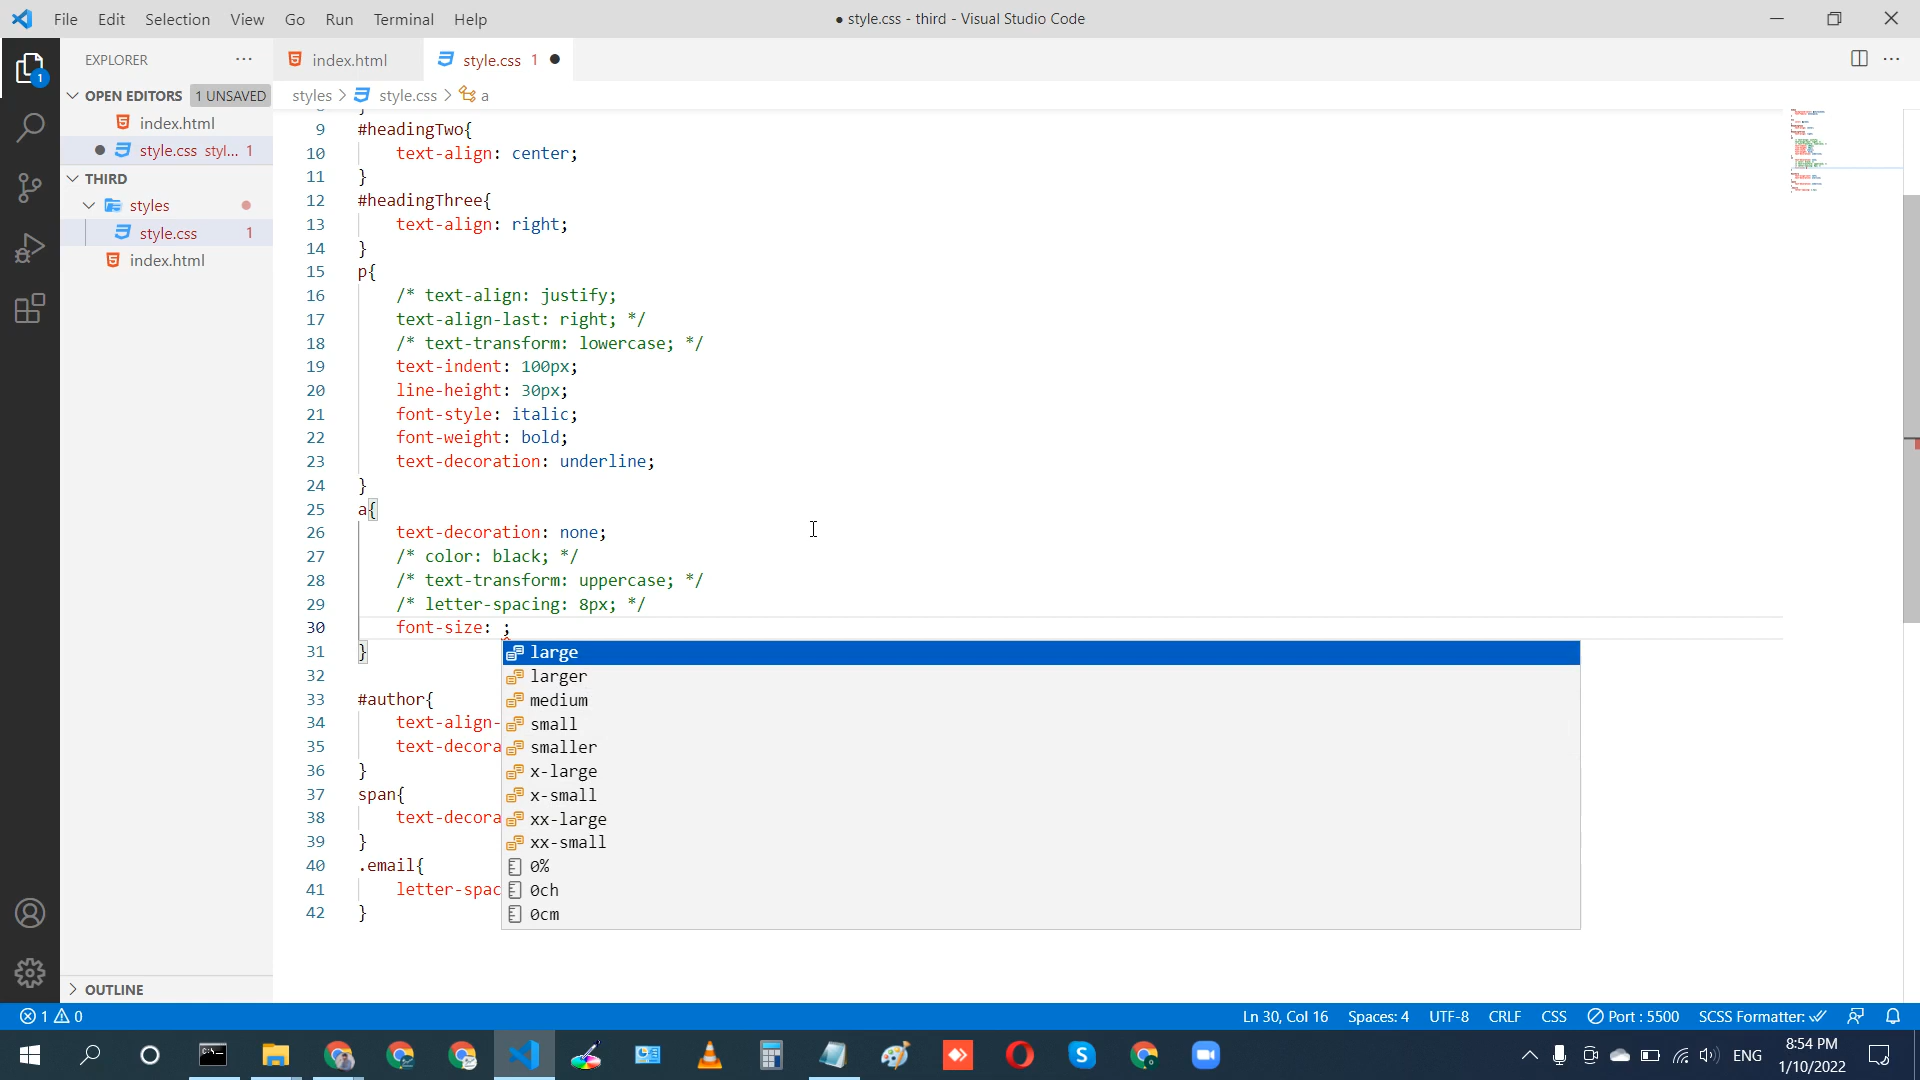 File Edit Selection View Go Run Terminal Help
● style.css - third - Visual Studio Code
EXPLORER ···
index.html
style.css 1 ●
OPEN EDITORS 1 UNSAVED
styles > style.css > a
index.html
● style.css styl... 1
THIRD
styles
style.css 1
index.html
9 #headingTwo{
10 text-align: center;
11 }
12 #headingThree{
13 text-align: right;
14 }
15 p{
16 /* text-align: justify;
17 text-align-last: right; */
18 /* text-transform: lowercase; */
19 text-indent: 100px;
20 line-height: 30px;
21 font-style: italic;
22 font-weight: bold;
23 text-decoration: underline;
24 }
25 a{
26 text-decoration: none;
27 /* color: black; */
28 /* text-transform: uppercase; */
29 /* letter-spacing: 8px; */
30 font-size: ;
31 }
32
33 #author{
34 text-align-
35 text-decora
36 }
37 span{
38 text-decora
39 }
40 .email{
41 letter-spac
42 }
large
larger
medium
small
smaller
x-large
x-small
xx-large
xx-small
0%
0ch
0cm
OUTLINE
1 0
Ln 30, Col 16 Spaces: 4 UTF-8 CRLF CSS Port : 5500 SCSS Formatter:
1
ENG
8:54 PM
1/10/2022